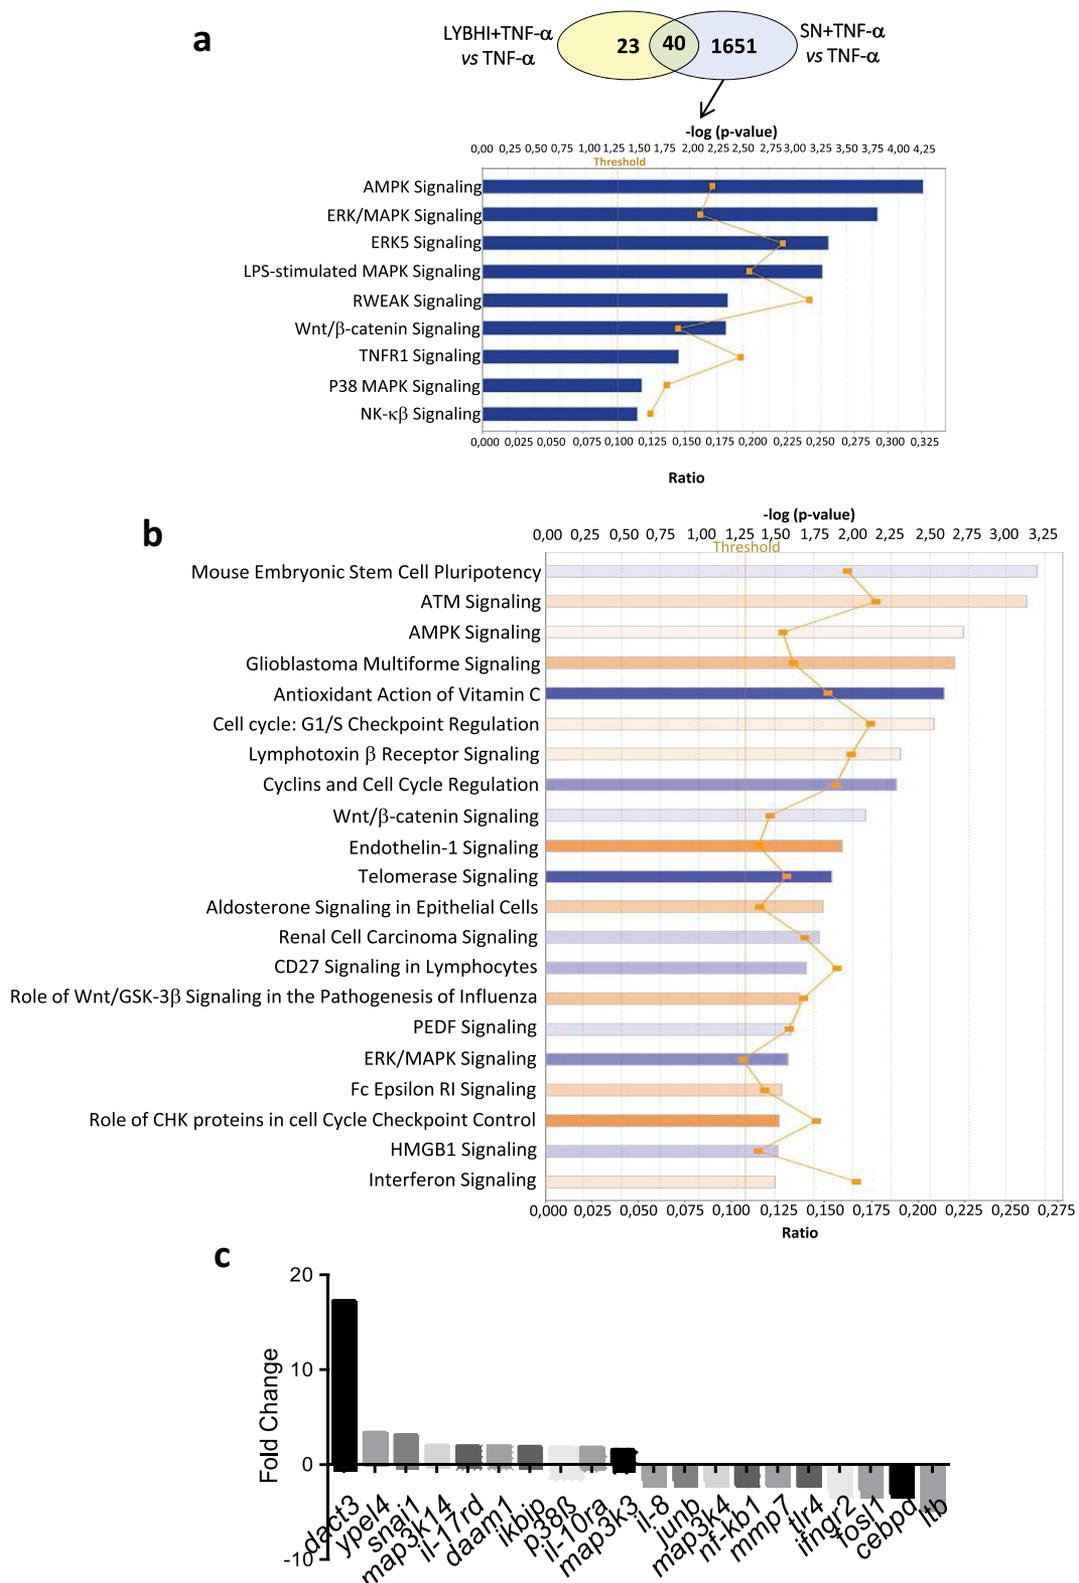 a
LYBHI+TNF-α
vs TNF-α
23
40
1651
SN+TNF-α
vs TNF-α
-log (p-value)
0,00 0,25 0,50 0,75 1,00 1,25 1,50 1,75 2,00 2,25 2,50 2,75 3,00 3,25 3,50 3,75 4,00 4,25
Threshold
AMPK Signaling
ERK/MAPK Signaling
ERK5 Signaling
LPS-stimulated MAPK Signaling
RWEAK Signaling
Wnt/β-catenin Signaling
TNFR1 Signaling
P38 MAPK Signaling
NK-κβ Signaling
0,000 0,025 0,050 0,075 0,100 0,125 0,150 0,175 0,200 0,225 0,250 0,275 0,300 0,325
Ratio
b
-log (p-value)
0,00 0,25 0,50 0,75 1,00 1,25 1,50 1,75 2,00 2,25 2,50 2,75 3,00 3,25
Threshold
Mouse Embryonic Stem Cell Pluripotency
ATM Signaling
AMPK Signaling
Glioblastoma Multiforme Signaling
Antioxidant Action of Vitamin C
Cell cycle: G1/S Checkpoint Regulation
Lymphotoxin β Receptor Signaling
Cyclins and Cell Cycle Regulation
Wnt/β-catenin Signaling
Endothelin-1 Signaling
Telomerase Signaling
Aldosterone Signaling in Epithelial Cells
Renal Cell Carcinoma Signaling
CD27 Signaling in Lymphocytes
Role of Wnt/GSK-3β Signaling in the Pathogenesis of Influenza
PEDF Signaling
ERK/MAPK Signaling
Fc Epsilon RI Signaling
Role of CHK proteins in cell Cycle Checkpoint Control
HMGB1 Signaling
Interferon Signaling
0,000 0,025 0,050 0,075 0,100 0,125 0,150 0,175 0,200 0,225 0,250 0,275
Ratio
c
Fold Change
20
10
0
-10
dact3
ypel4
snai1
map3k14
il-17rd
daam1
ikbip
p38ß
il-10ra
map3k3
il-8
junb
map3k4
nf-kb1
mmp7
tlr4
ifngr2
fosl1
cebpd
ltb